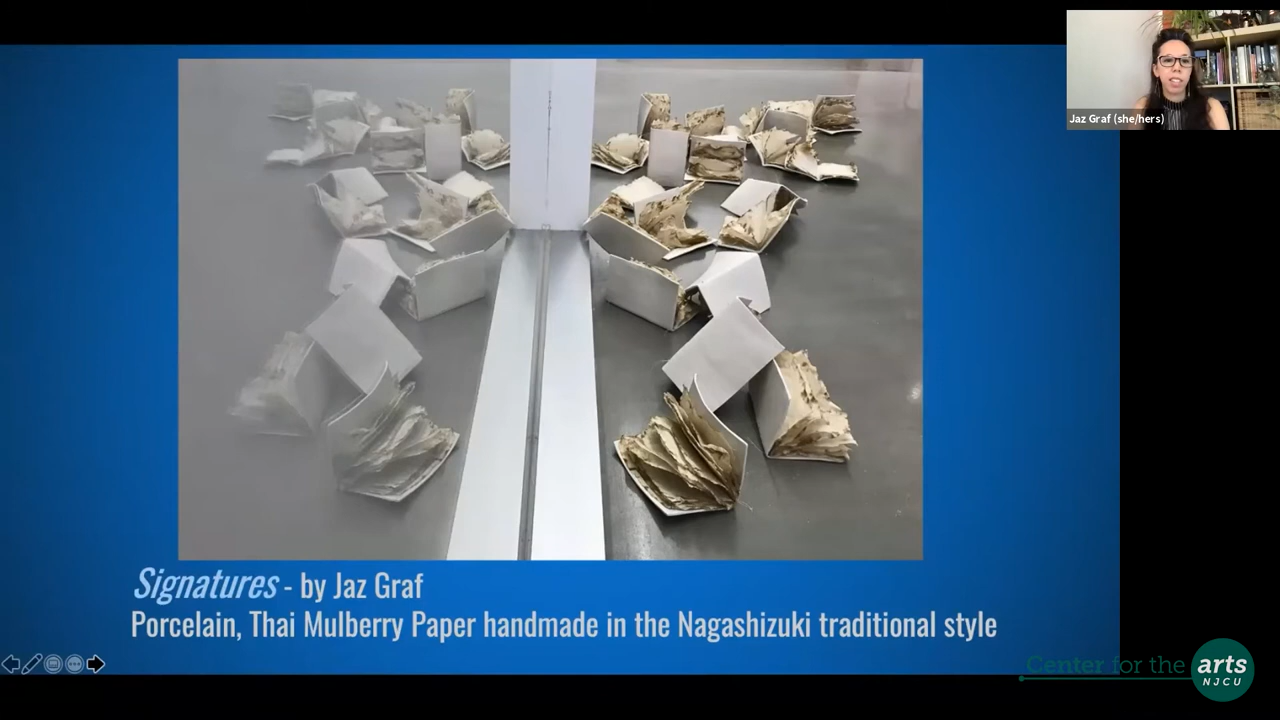 Jaz Graf (she/hers)
Signatures - by Jaz Graf
Porcelain, Thai Mulberry Paper handmade in the Nagashizuki traditional style
Center for the arts
NJCU